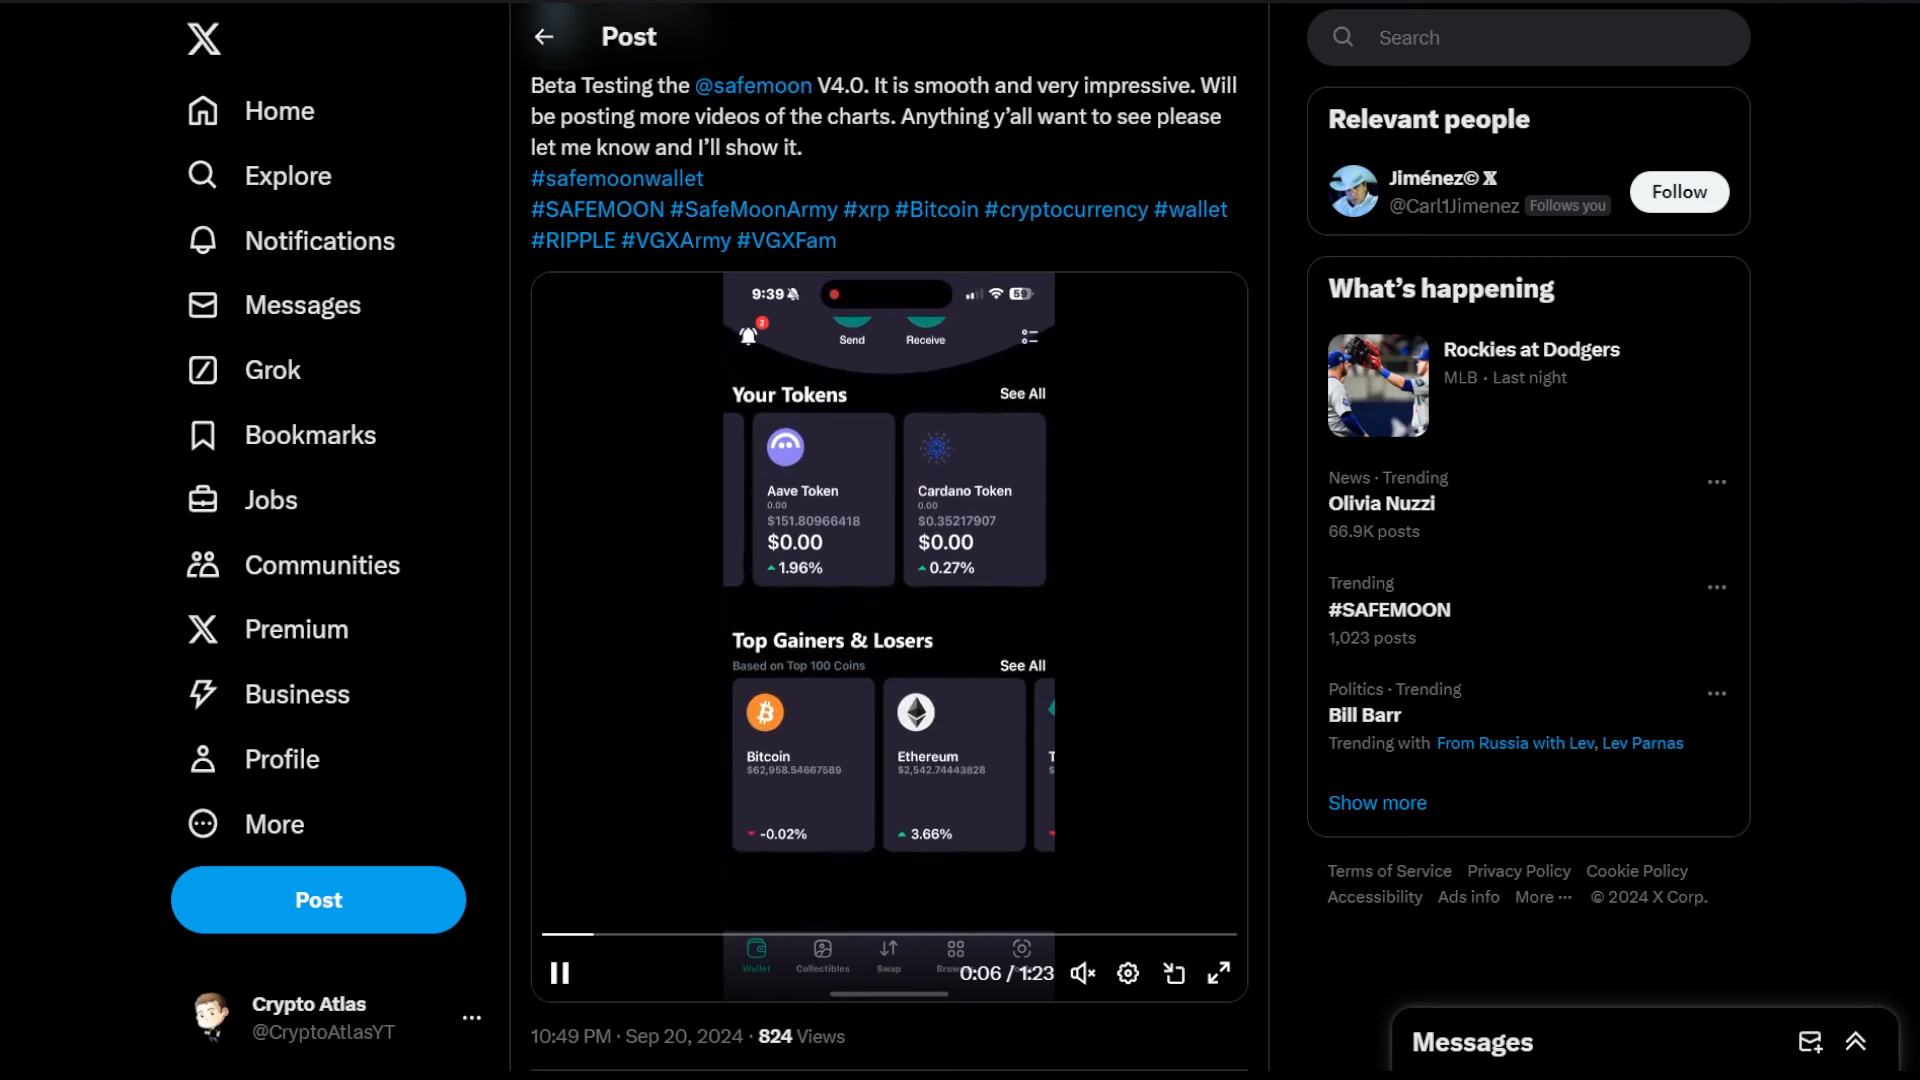 Home
Explore
Notifications
Messages
Grok
Bookmarks
Jobs
Communities
Premium
Business
Profile
More
Post
Crypto Atlas
@CryptoAtlasYT
Post
Beta Testing the @safemoon V4.0. It is smooth and very impressive. Will
be posting more videos of the charts. Anything y’all want to see please
let me know and I’ll show it.
#safemoonwallet
#SAFEMOON #SafeMoonArmy #xrp #Bitcoin #cryptocurrency #wallet
#RIPPLE #VGXArmy #VGXFam
9:39
59
2
Send Receive
Your Tokens See All
Aave Token
0.00
$151.80966418
$0.00
1.96%
Cardano Token
0.00
$0.35217907
$0.00
0.27%
Top Gainers & Losers
Based on Top 100 Coins See All
Bitcoin
$62,958.54667589
-0.02%
Ethereum
$2,542.74443828
3.66%
T
$
Wallet Collectibles Swap
0:06 / 1:23
10:49 PM · Sep 20, 2024 · 824 Views
Search
Relevant people
Jiménez© X
@Carl1Jimenez Follows you
Follow
What’s happening
Rockies at Dodgers
MLB · Last night
News · Trending
Olivia Nuzzi
66.9K posts
Trending
#SAFEMOON
1,023 posts
Politics · Trending
Bill Barr
Trending with From Russia with Lev, Lev Parnas
Show more
Terms of Service Privacy Policy Cookie Policy
Accessibility Ads info More ··· © 2024 X Corp.
Messages